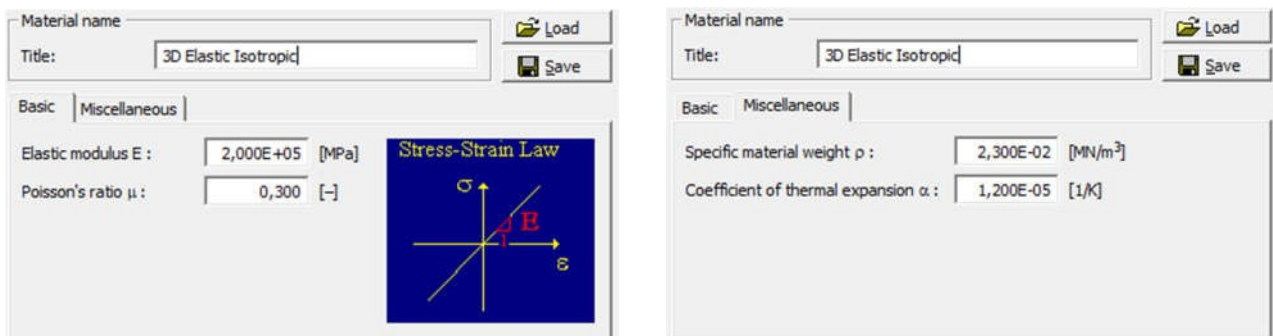 Material name
Load
Title: 3D Elastic Isotropic
Save
Basic Miscellaneous
Elastic modulus E : 2,000E+05 [MPa]
Poisson's ratio μ : 0,300 [–]
Stress-Strain Law
σ
E
1
ε
Material name
Load
Title: 3D Elastic Isotropic
Save
Basic Miscellaneous
Specific material weight ρ : 2,300E-02 [MN/m³]
Coefficient of thermal expansion α : 1,200E-05 [1/K]